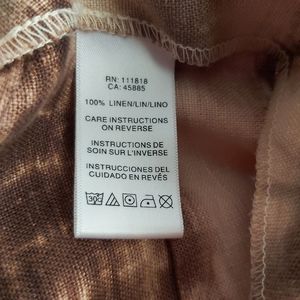 RN: 111818
CA: 45885
100% LINEN/LIN/LINO
CARE INSTRUCTIONS
ON REVERSE
INSTRUCTIONS DE
SOIN SUR L'INVERSE
INSTRUCCIONES DEL
CUIDADO EN REVÉS
30